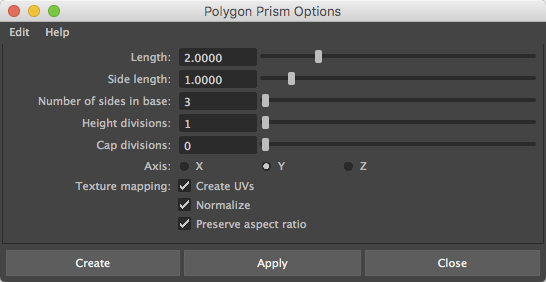 Polygon Prism Options
Edit Help
Length: 2.0000
Side length: 1.0000
Number of sides in base: 3
Height divisions: 1
Cap divisions: 0
Axis: X Y Z
Texture mapping: Create UVs
Normalize
Preserve aspect ratio
Create Apply Close